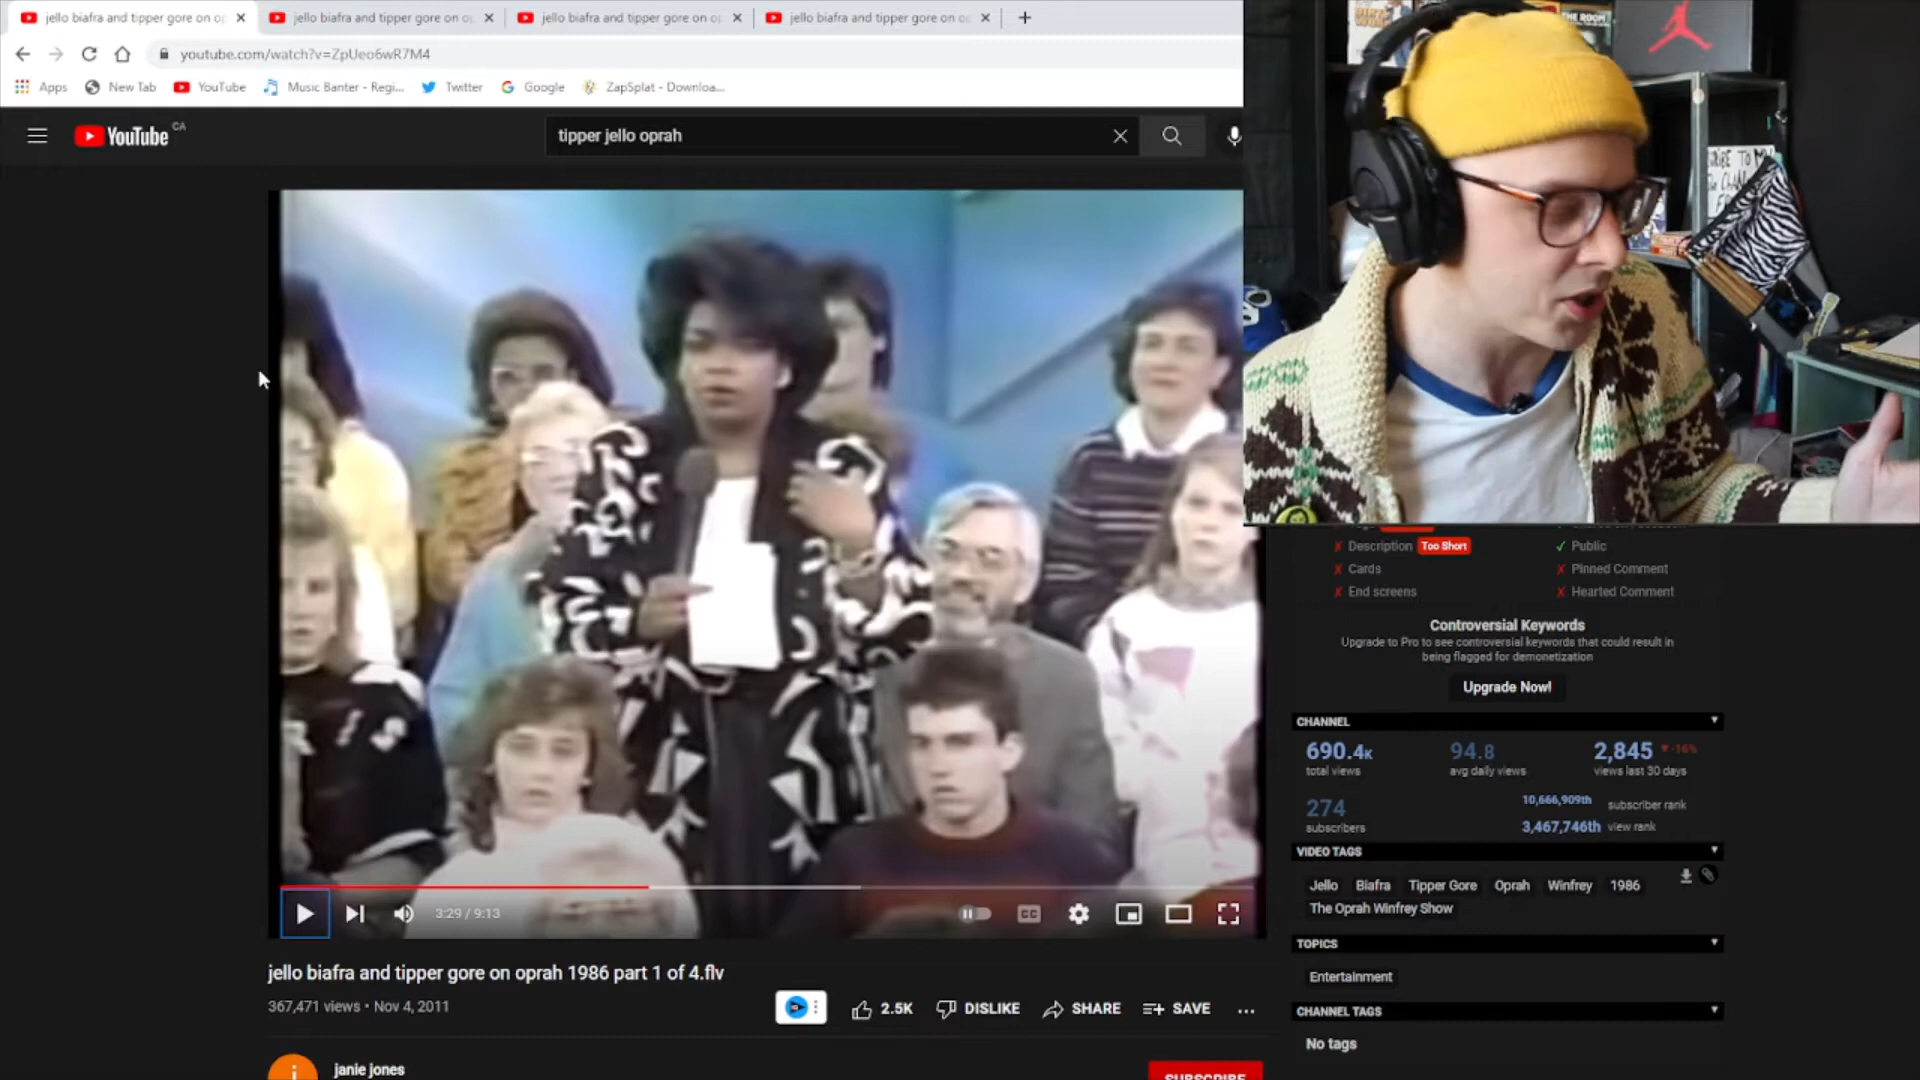 jello biafra and tipper gore on o
jello biafra and tipper gore on o
jello biafra and tipper gore on o
jello biafra and tipper gore on o
youtube.com/watch?v=ZpUeo6wR7M4
Apps New Tab YouTube Music Banter - Regi... Twitter Google ZapSplat - Downloa...
YouTube CA
tipper jello oprah
THE ROOM
Description Too Short
Public
Cards
Pinned Comment
End screens
Hearted Comment
Controversial Keywords
Upgrade to Pro to see controversial keywords that could result in
being flagged for demonetization
Upgrade Now!
CHANNEL
690.4k 94.8 2,845 -16%
total views avg daily views views last 30 days
274 10,666,909th subscriber rank
subscribers 3,467,746th view rank
VIDEO TAGS
Jello Biafra Tipper Gore Oprah Winfrey 1986
The Oprah Winfrey Show
TOPICS
Entertainment
CHANNEL TAGS
No tags
3:29 / 9:13
CC
jello biafra and tipper gore on oprah 1986 part 1 of 4.flv
367,471 views • Nov 4, 2011
2.5K DISLIKE SHARE SAVE
janie jones
SUBSCRIBE